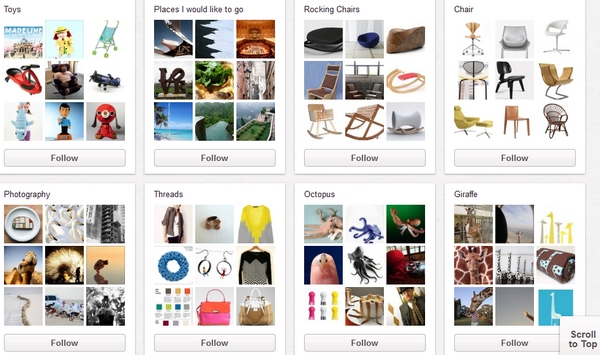 Toys
Places I would like to go
Rocking Chairs
Chair
MADELINE
LOVE
Follow
Follow
Follow
Follow
Photography
Threads
Octopus
Giraffe
Follow
Follow
Follow
Follow
Scroll
to Top